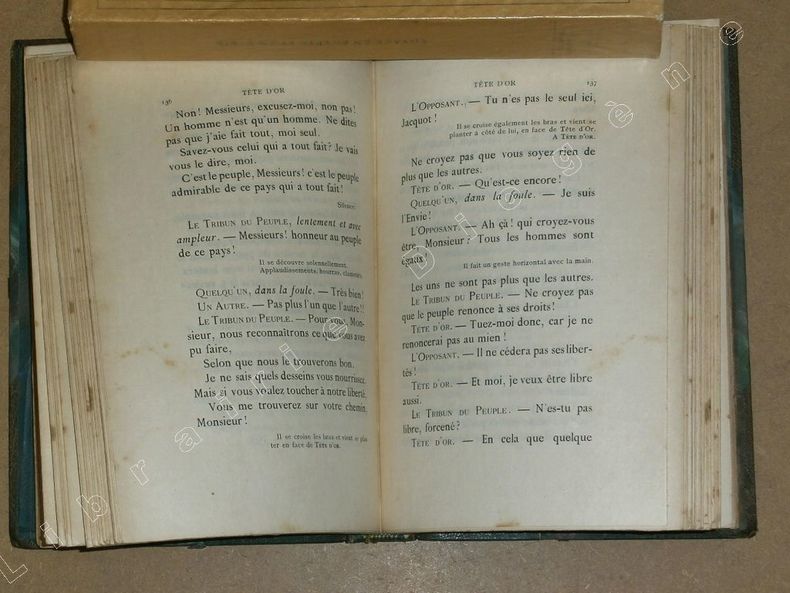 136
TÊTE D'OR
Non! Messieurs, excusez-moi, non pas!
Un homme n'est qu'un homme. Ne dites
pas que j'aie fait tout, moi seul.
Savez-vous celui qui a tout fait? Je vais
vous le dire, moi.
C'est le peuple, Messieurs! c'est le peuple
admirable de ce pays qui a tout fait!
Silence.
LE TRIBUN DU PEUPLE, lentement et avec
ampleur. — Messieurs! honneur au peuple
de ce pays!
Il se découvre solennellement.
Applaudissements, hourras, clameurs.
QUELQU'UN, dans la foule. — Très bien!
UN AUTRE. — Pas plus l'un que l'autre!
LE TRIBUN DU PEUPLE. — Pour vous, Mon-
sieur, nous reconnaîtrons ce que vous avez
pu faire,
Selon que nous le trouverons bon.
Je ne sais quels desseins vous nourrissez.
Mais si vous voulez toucher à notre liberté,
Vous me trouverez sur votre chemin,
Monsieur!
Il se croise les bras et vient se plan-
ter en face de TÊTE D'OR.
TÊTE D'OR
137
L'OPPOSANT. — Tu n'es pas le seul ici,
Jacquot!
Il se croise également les bras et vient se
planter à côté de lui, en face de Tête d'Or.
A TÊTE D'OR.
Ne croyez pas que vous soyez rien de
plus que les autres.
TÊTE D'OR. — Qu'est-ce encore!
QUELQU'UN, dans la foule. — Je suis
l'Envie!
L'OPPOSANT. — Ah çà! qui croyez-vous
être, Monsieur? Tous les hommes sont
égaux!
Il fait un geste horizontal avec la main.
Les uns ne sont pas plus que les autres.
LE TRIBUN DU PEUPLE. — Ne croyez pas
que le peuple renonce à ses droits!
TÊTE D'OR. — Tuez-moi donc, car je ne
renoncerai pas au mien!
L'OPPOSANT. — Il ne cédera pas ses liber-
tés!
TÊTE D'OR. — Et moi, je veux être libre
aussi.
LE TRIBUN DU PEUPLE. — N'es-tu pas
libre, forcené?
TÊTE D'OR. — En cela que quelque
Librairie Diogène